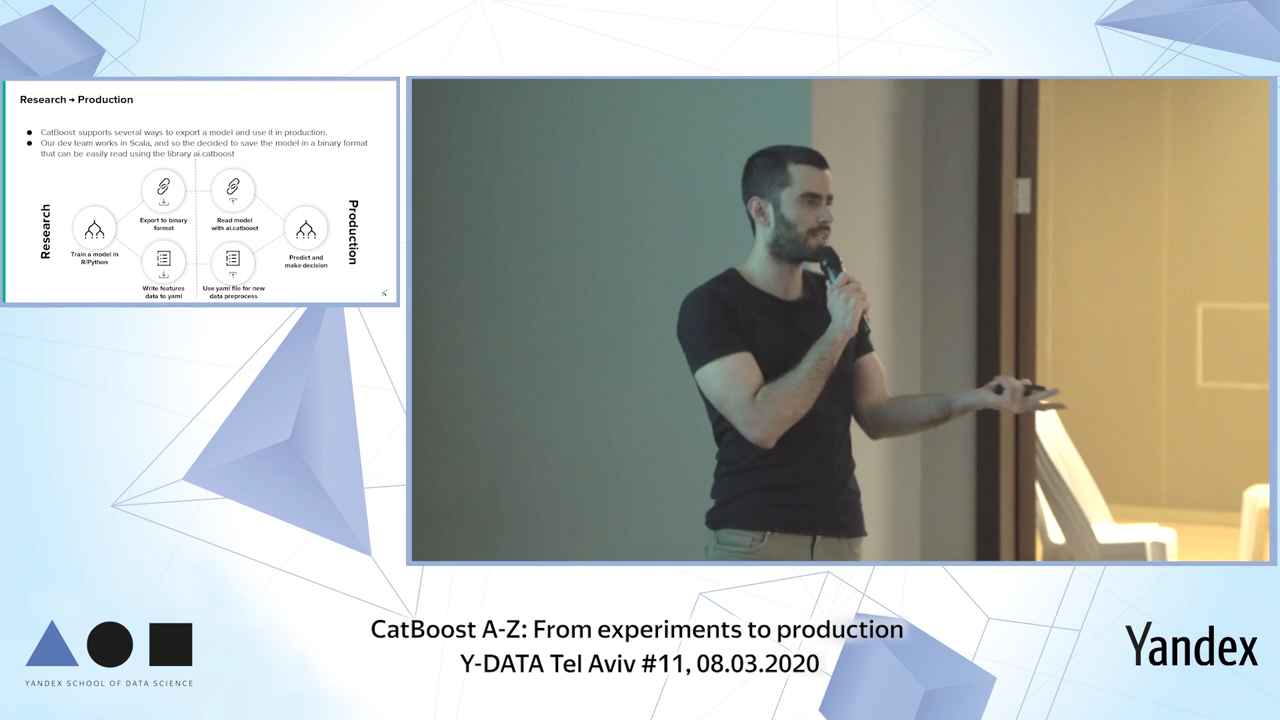 Research → Production
● CatBoost supports several ways to export a model and use it in production.
● Our dev team works in Scala, and so the decided to save the model in a binary format
that can be easily read using the library ai.catboost
Research
Train a model in
R/Python
Export to binary
format
Write features
data to yaml
Read model
with ai.catboost
Use yaml file for new
data preprocess
Predict and
make decision
Production
CatBoost A-Z: From experiments to production
Y-DATA Tel Aviv #11, 08.03.2020
YANDEX SCHOOL OF DATA SCIENCE
Yandex